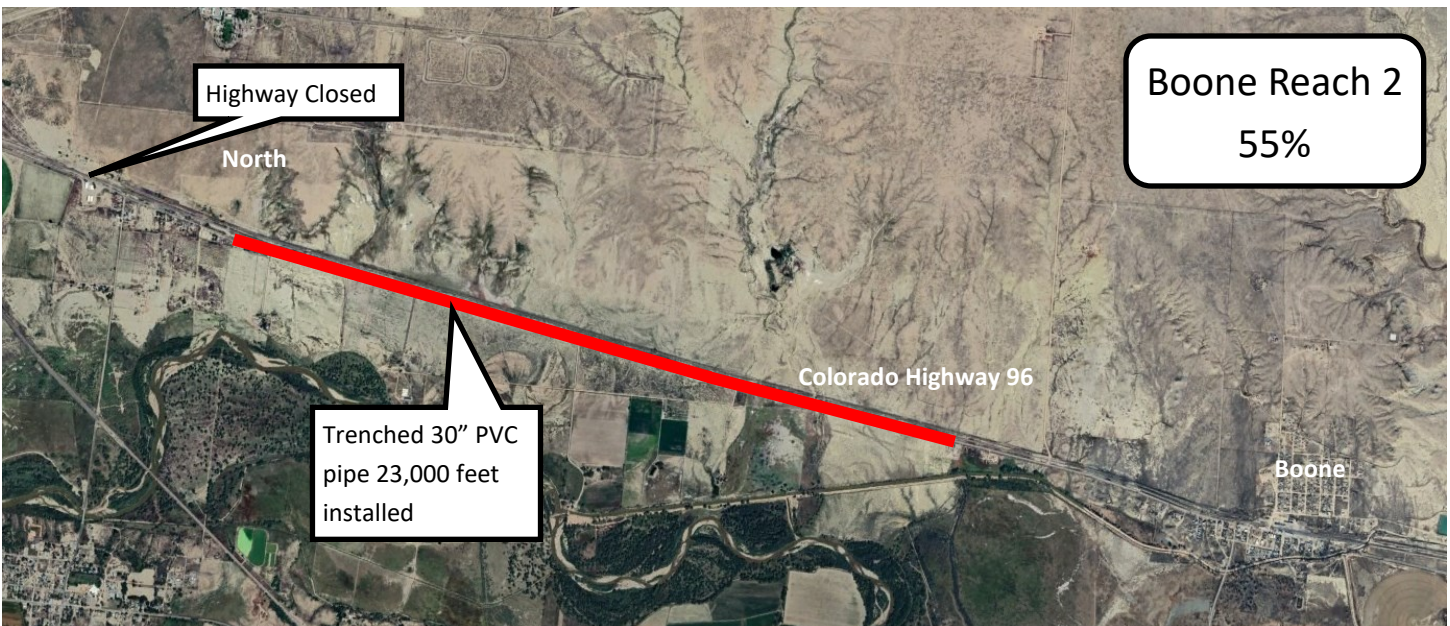 Boone Reach 2
55%
Highway Closed
North
Colorado Highway 96
Trenched 30” PVC
pipe 23,000 feet
installed
Boone